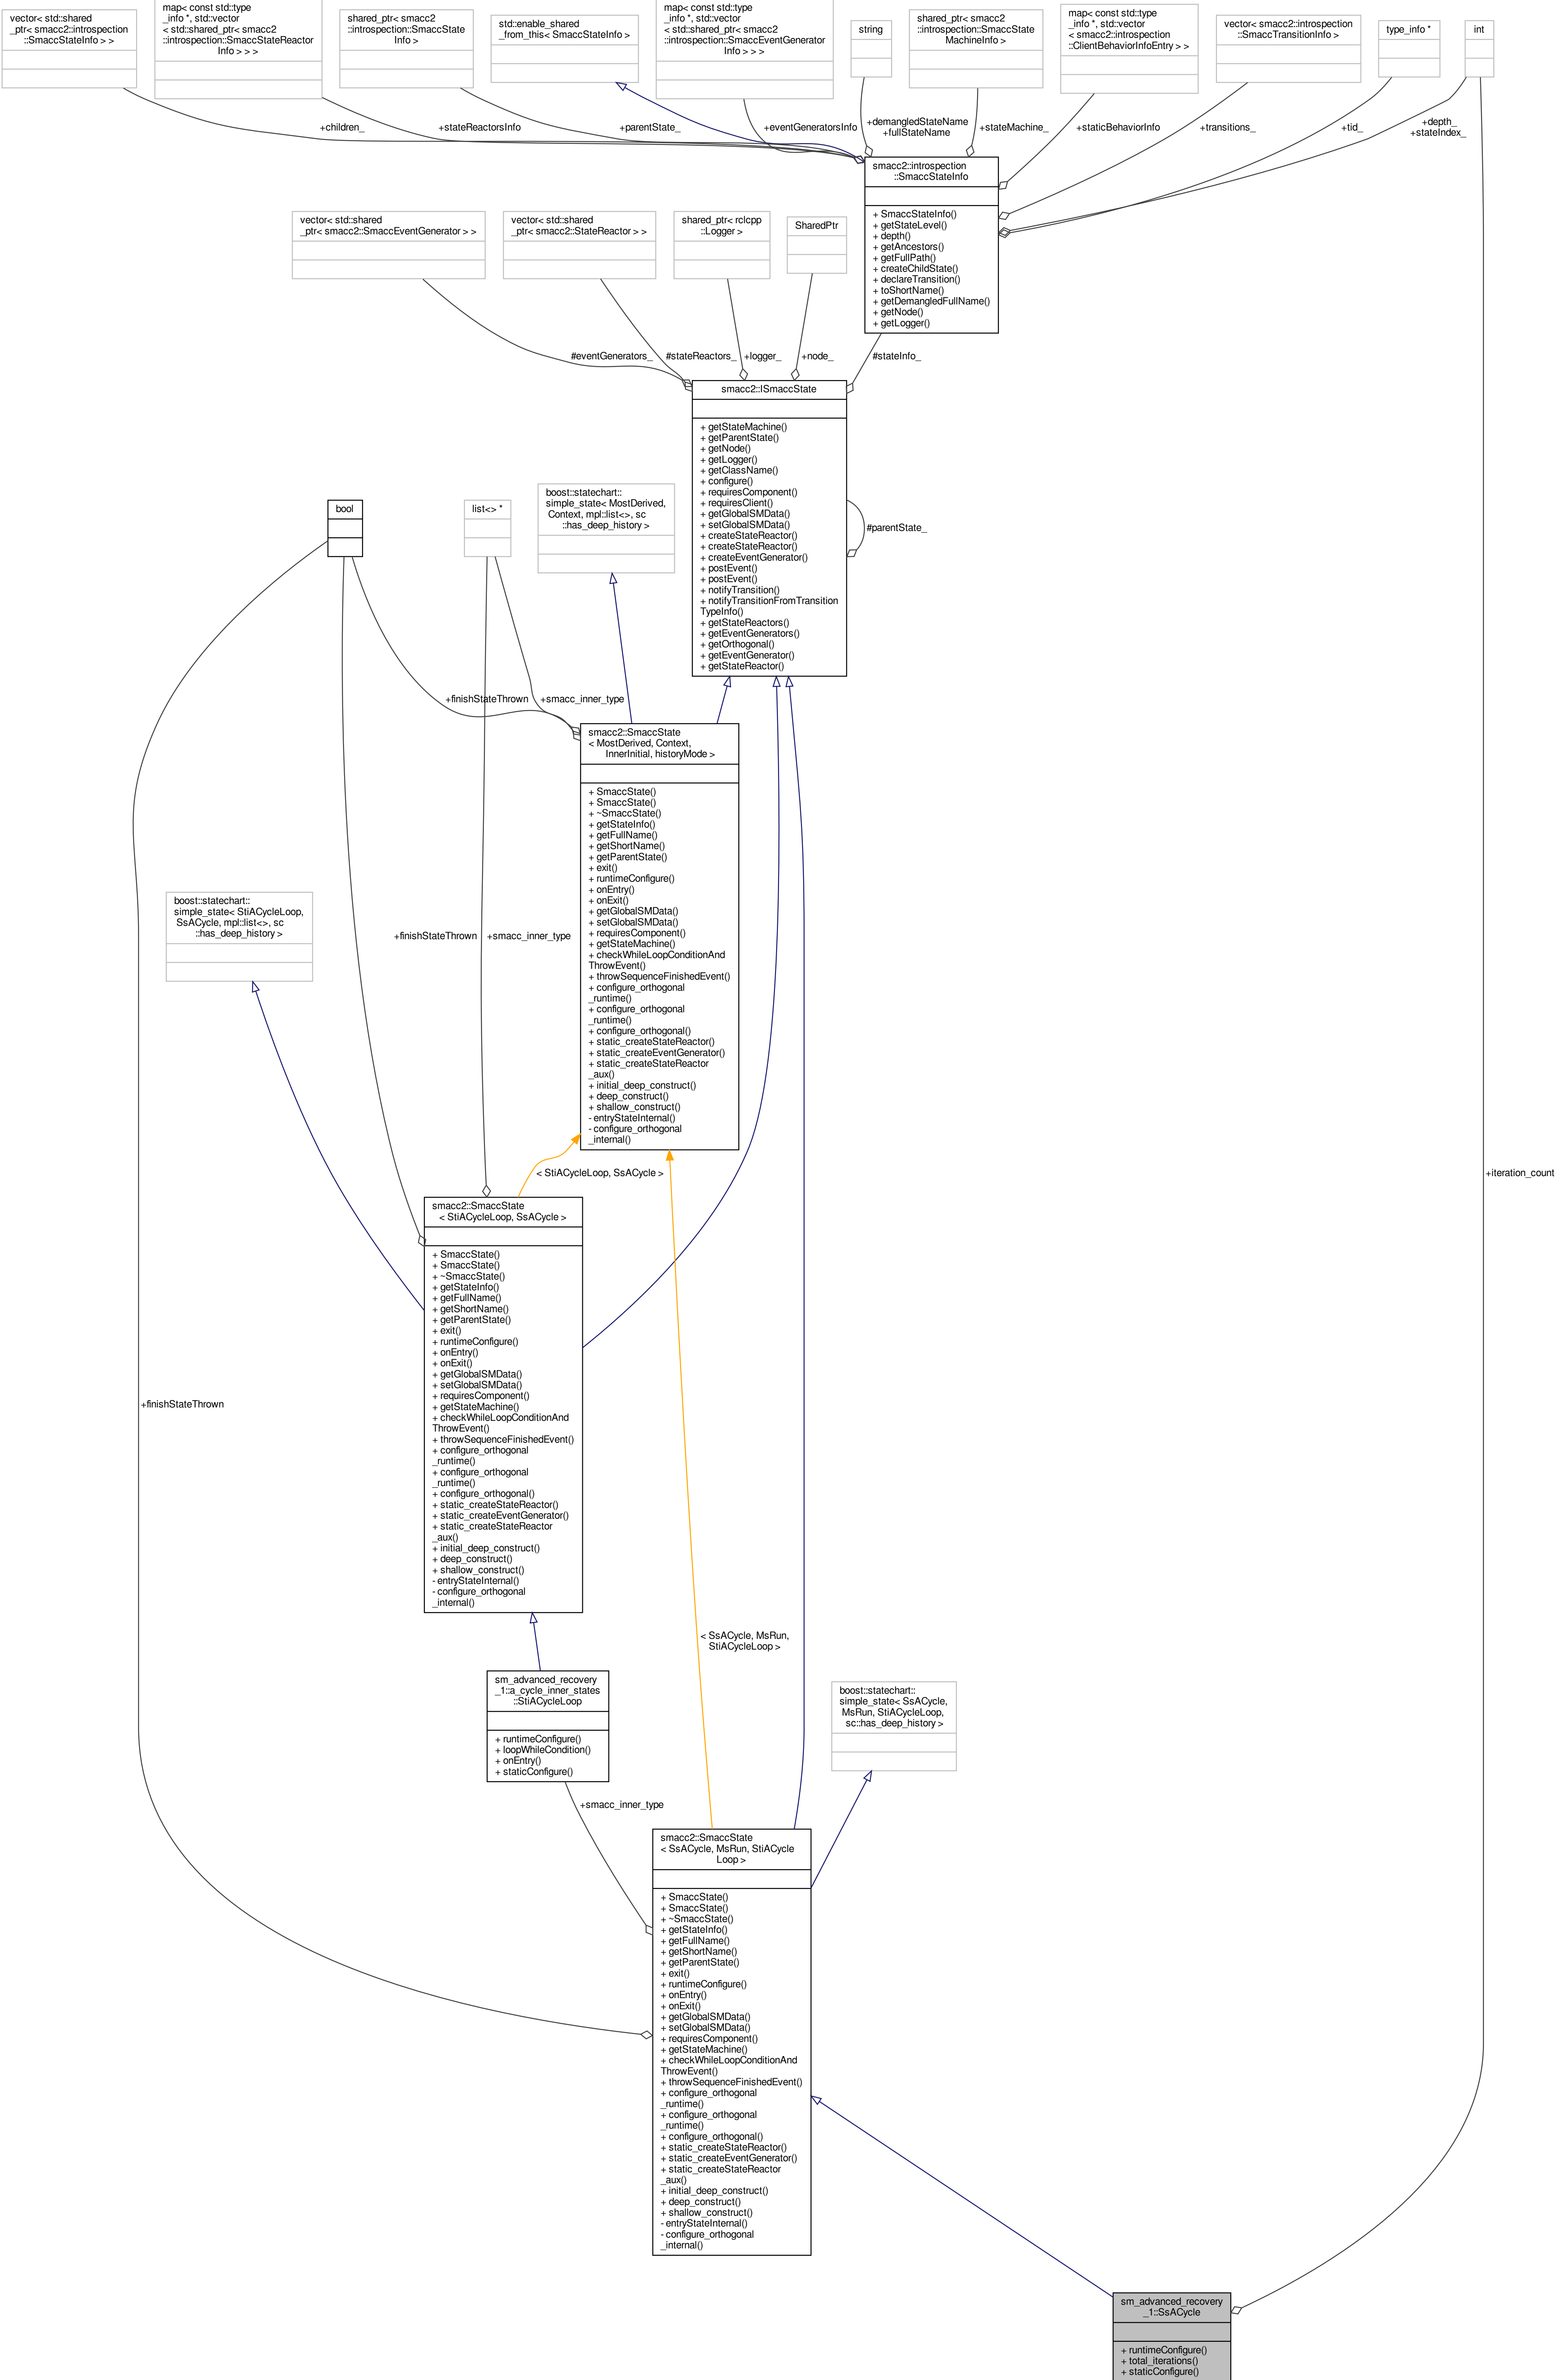 vector< std::shared
_ptr< smacc2::introspection
::SmaccStateInfo > >
map< const std::type
_info *, std::vector
< std::shared_ptr< smacc2
::introspection::SmaccStateReactor
Info > > >
shared_ptr< smacc2
::introspection::SmaccState
Info >
std::enable_shared
_from_this< SmaccStateInfo >
map< const std::type
_info *, std::vector
< std::shared_ptr< smacc2
::introspection::SmaccEventGenerator
Info > > >
string
shared_ptr< smacc2
::introspection::SmaccState
MachineInfo >
map< const std::type
_info *, std::vector
< smacc2::introspection
::ClientBehaviorInfoEntry > >
vector< smacc2::introspection
::SmaccTransitionInfo >
type_info *
int
+children_
+stateReactorsInfo
+parentState_
+eventGeneratorsInfo
+demangledStateName
+fullStateName
+stateMachine_
+staticBehaviorInfo
+transitions_
+tid_
+depth_
+stateIndex_
smacc2::introspection
::SmaccStateInfo
+ SmaccStateInfo()
+ getStateLevel()
+ depth()
+ getAncestors()
+ getFullPath()
+ createChildState()
+ declareTransition()
+ toShortName()
+ getDemangledFullName()
+ getNode()
+ getLogger()
vector< std::shared
_ptr< smacc2::SmaccEventGenerator > >
vector< std::shared
_ptr< smacc2::StateReactor > >
shared_ptr< rclcpp
::Logger >
SharedPtr
#eventGenerators_
#stateReactors_
+logger_
+node_
#stateInfo_
smacc2::ISmaccState
+ getStateMachine()
+ getParentState()
+ getNode()
+ getLogger()
+ getClassName()
+ configure()
+ requiresComponent()
+ requiresClient()
+ getGlobalSMData()
+ setGlobalSMData()
+ createStateReactor()
+ createStateReactor()
+ createEventGenerator()
+ postEvent()
+ postEvent()
+ notifyTransition()
+ notifyTransitionFromTransition
TypeInfo()
+ getStateReactors()
+ getEventGenerators()
+ getOrthogonal()
+ getEventGenerator()
+ getStateReactor()
#parentState_
bool
list<> *
boost::statechart::
simple_state< MostDerived,
Context, mpl::list<>, sc
::has_deep_history >
+finishStateThrown
+smacc_inner_type
smacc2::SmaccState
< MostDerived, Context,
InnerInitial, historyMode >
+ SmaccState()
+ SmaccState()
+ ~SmaccState()
+ getStateInfo()
+ getFullName()
+ getShortName()
+ getParentState()
+ exit()
+ runtimeConfigure()
+ onEntry()
+ onExit()
+ getGlobalSMData()
+ setGlobalSMData()
+ requiresComponent()
+ getStateMachine()
+ checkWhileLoopConditionAnd
ThrowEvent()
+ throwSequenceFinishedEvent()
+ configure_orthogonal
_runtime()
+ configure_orthogonal
_runtime()
+ configure_orthogonal()
+ static_createStateReactor()
+ static_createEventGenerator()
+ static_createStateReactor
_aux()
+ initial_deep_construct()
+ deep_construct()
+ shallow_construct()
- entryStateInternal()
- configure_orthogonal
_internal()
boost::statechart::
simple_state< StiACycleLoop,
SsACycle, mpl::list<>, sc
::has_deep_history >
+finishStateThrown
+smacc_inner_type
< StiACycleLoop, SsACycle >
+iteration_count
smacc2::SmaccState
< StiACycleLoop, SsACycle >
+ SmaccState()
+ SmaccState()
+ ~SmaccState()
+ getStateInfo()
+ getFullName()
+ getShortName()
+ getParentState()
+ exit()
+ runtimeConfigure()
+ onEntry()
+ onExit()
+ getGlobalSMData()
+ setGlobalSMData()
+ requiresComponent()
+ getStateMachine()
+ checkWhileLoopConditionAnd
ThrowEvent()
+ throwSequenceFinishedEvent()
+ configure_orthogonal
_runtime()
+ configure_orthogonal
_runtime()
+ configure_orthogonal()
+ static_createStateReactor()
+ static_createEventGenerator()
+ static_createStateReactor
_aux()
+ initial_deep_construct()
+ deep_construct()
+ shallow_construct()
- entryStateInternal()
- configure_orthogonal
_internal()
+finishStateThrown
< SsACycle, MsRun,
StiACycleLoop >
sm_advanced_recovery
_1::a_cycle_inner_states
::StiACycleLoop
+ runtimeConfigure()
+ loopWhileCondition()
+ onEntry()
+ staticConfigure()
boost::statechart::
simple_state< SsACycle,
MsRun, StiACycleLoop,
sc::has_deep_history >
+smacc_inner_type
smacc2::SmaccState
< SsACycle, MsRun, StiACycle
Loop >
+ SmaccState()
+ SmaccState()
+ ~SmaccState()
+ getStateInfo()
+ getFullName()
+ getShortName()
+ getParentState()
+ exit()
+ runtimeConfigure()
+ onEntry()
+ onExit()
+ getGlobalSMData()
+ setGlobalSMData()
+ requiresComponent()
+ getStateMachine()
+ checkWhileLoopConditionAnd
ThrowEvent()
+ throwSequenceFinishedEvent()
+ configure_orthogonal
_runtime()
+ configure_orthogonal
_runtime()
+ configure_orthogonal()
+ static_createStateReactor()
+ static_createEventGenerator()
+ static_createStateReactor
_aux()
+ initial_deep_construct()
+ deep_construct()
+ shallow_construct()
- entryStateInternal()
- configure_orthogonal
_internal()
sm_advanced_recovery
_1::SsACycle
+ runtimeConfigure()
+ total_iterations()
+ staticConfigure()